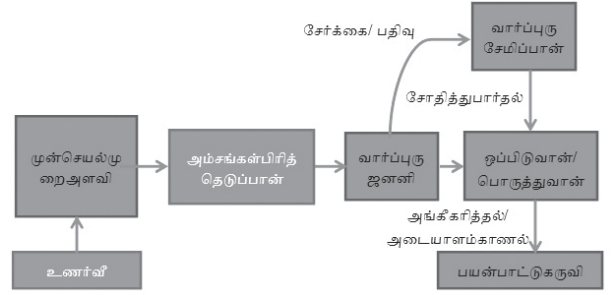 சேர்க்கை/ பதிவு
வார்ப்புரு
சேமிப்பான்
சோதித்துபார்தல்
முன்செயல்மு
றைஅளவி
அம்சங்கள்பிரித்
தெடுப்பான்
வார்ப்புரு
ஜனனி
ஒப்பிடுவான்/
பொருத்துவான்
அங்கீகரித்தல்/
அடையாளம்காணல்
உணர்வீ
பயன்பாட்டுகருவி